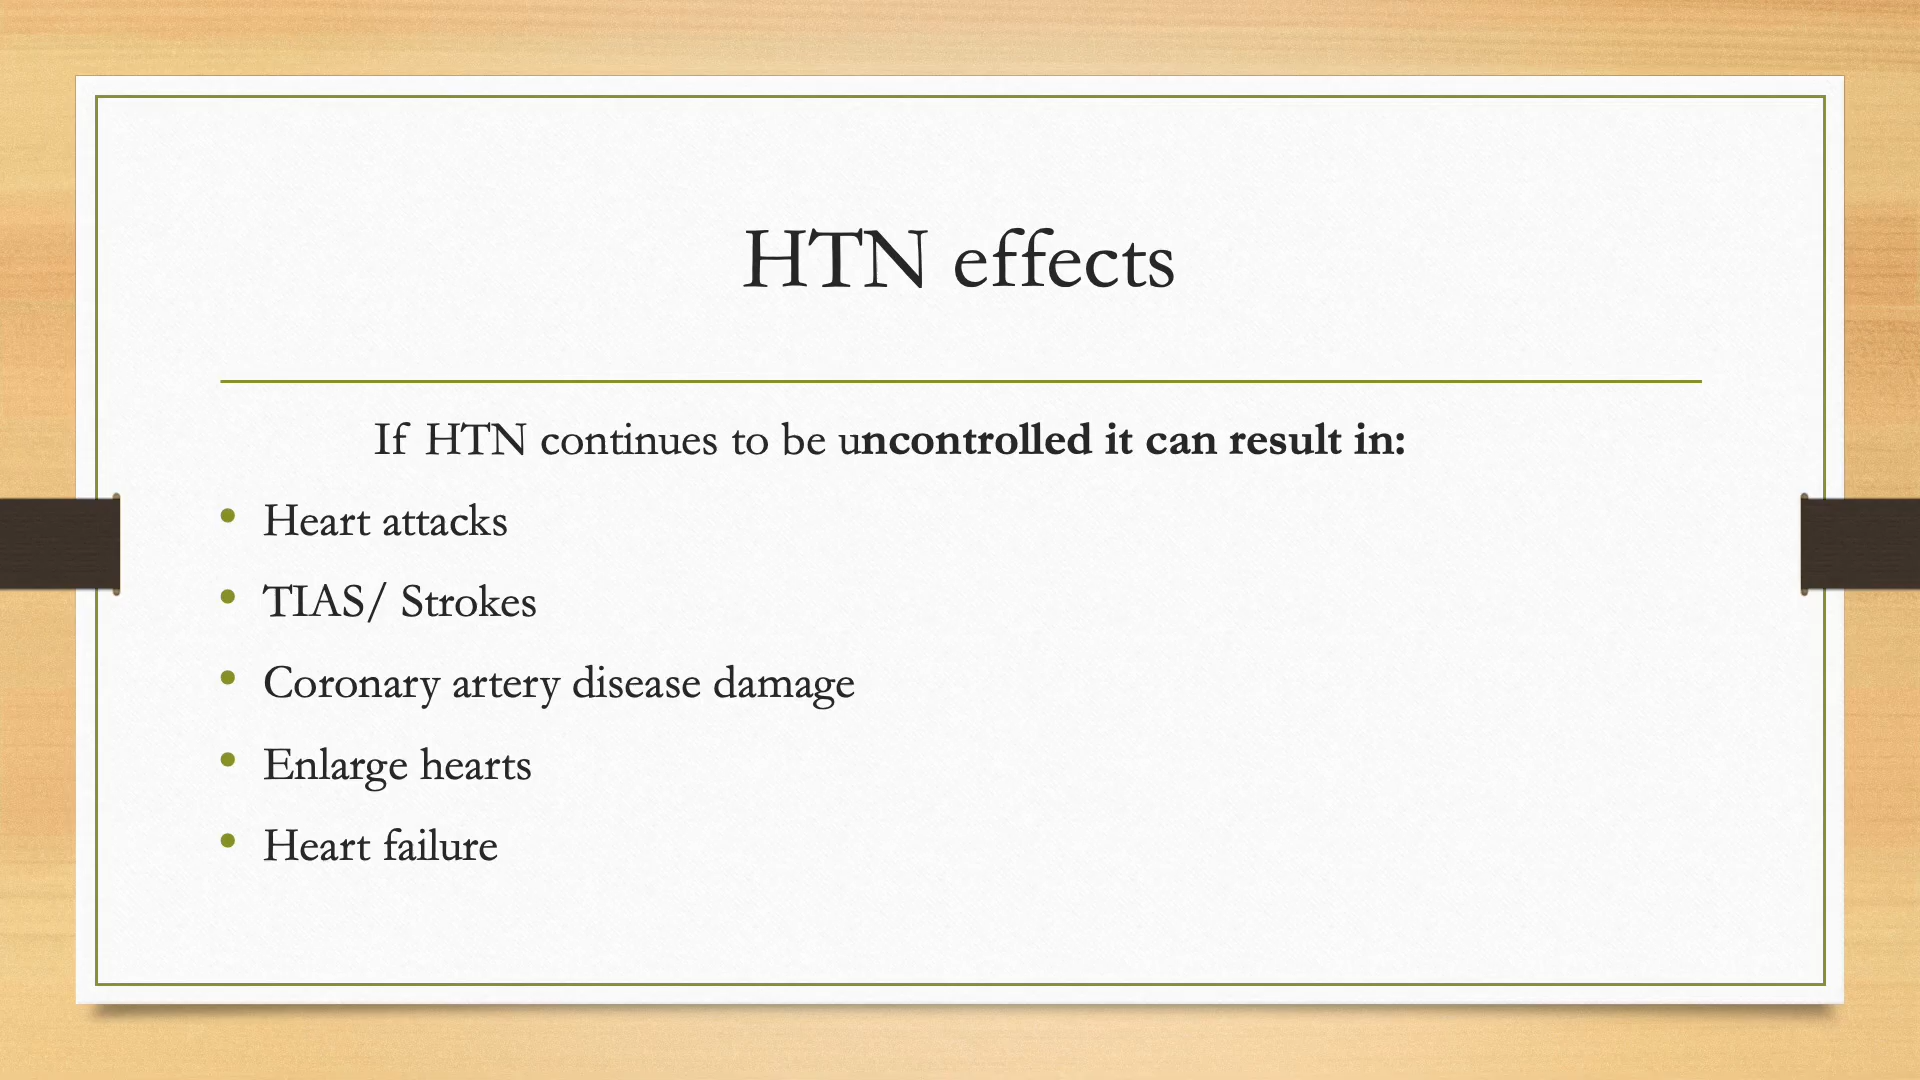 HTN effects
If HTN continues to be uncontrolled it can result in:
• Heart attacks
• TIAS/ Strokes
• Coronary artery disease damage
• Enlarge hearts
• Heart failure